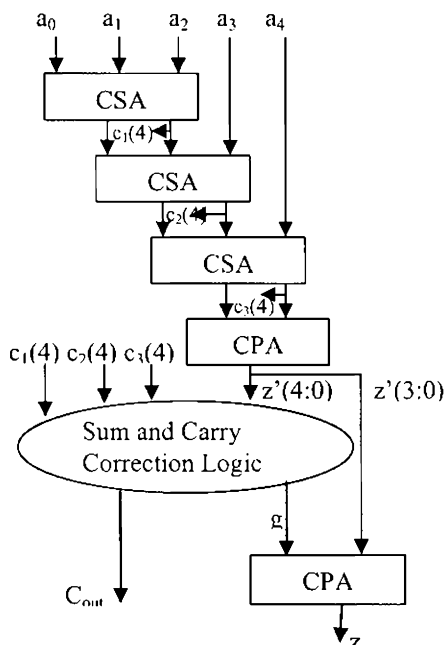 a₀ a₁ a₂ a₃ a₄
CSA
c₁(4)
CSA
c₂(4)
CSA
c₃(4)
CPA
c₁(4) c₂(4) c₃(4)
z'(4:0) z'(3:0)
Sum and Carry
Correction Logic
g
Cout
CPA
z